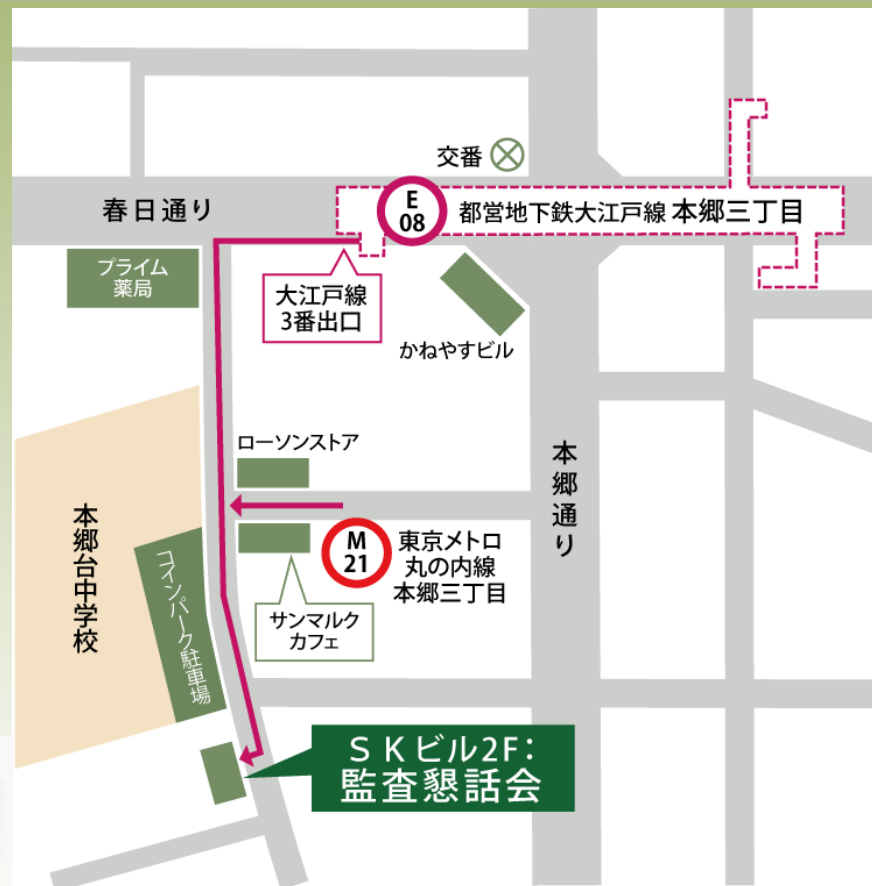 交番
春日通り
E
08
都営地下鉄大江戸線 本郷三丁目
プライム
薬局
大江戸線
3番出口
かねやすビル
ローソンストア
本郷通り
M
21
東京メトロ
丸の内線
本郷三丁目
本郷台中学校
コインパーク駐車場
サンマルク
カフェ
ＳＫビル2F：
監査懇話会